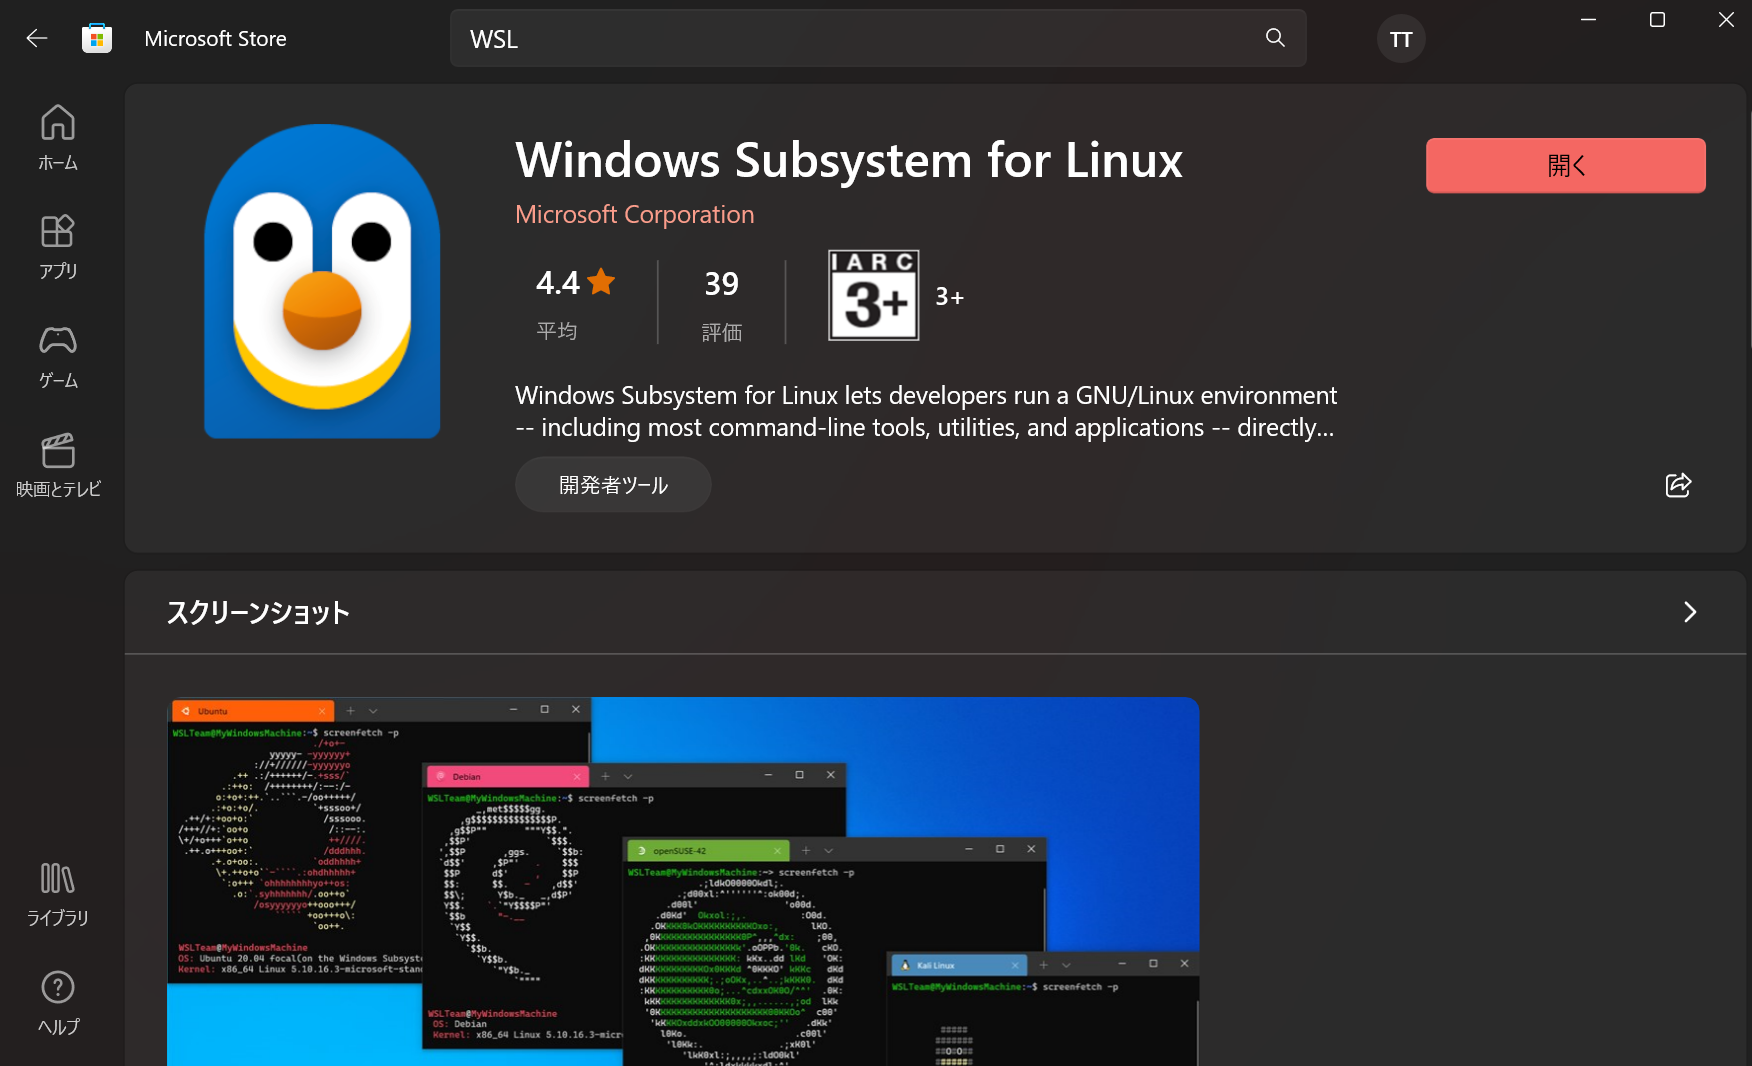 Microsoft Store
WSL
TT
ホーム
アプリ
ゲーム
映画とテレビ
ライブラリ
ヘルプ
Windows Subsystem for Linux
Microsoft Corporation
開く
4.4
平均
39
評価
IARC
3+
3+
Windows Subsystem for Linux lets developers run a GNU/Linux environment
-- including most command-line tools, utilities, and applications -- directly...
開発者ツール
スクリーンショット
Ubuntu
WSLTeam@MyWindowsMachine:~$ screenfetch -p
WSLTeam@MyWindowsMachine
OS: Ubuntu 20.04 focal(on the Windows Subsyst
Kernel: x86_64 Linux 5.10.16.3-microsoft-stan
Debian
WSLTeam@MyWindowsMachine:~$ screenfetch -p
WSLTeam@MyWindowsMachine
OS: Debian
Kernel: x86_64 Linux 5.10.16.3-micr
openSUSE-42
WSLTeam@MyWindowsMachine:~> screenfetch -p
Kali Linux
WSLTeam@MyWindowsMachine:~$ screenfetch -p